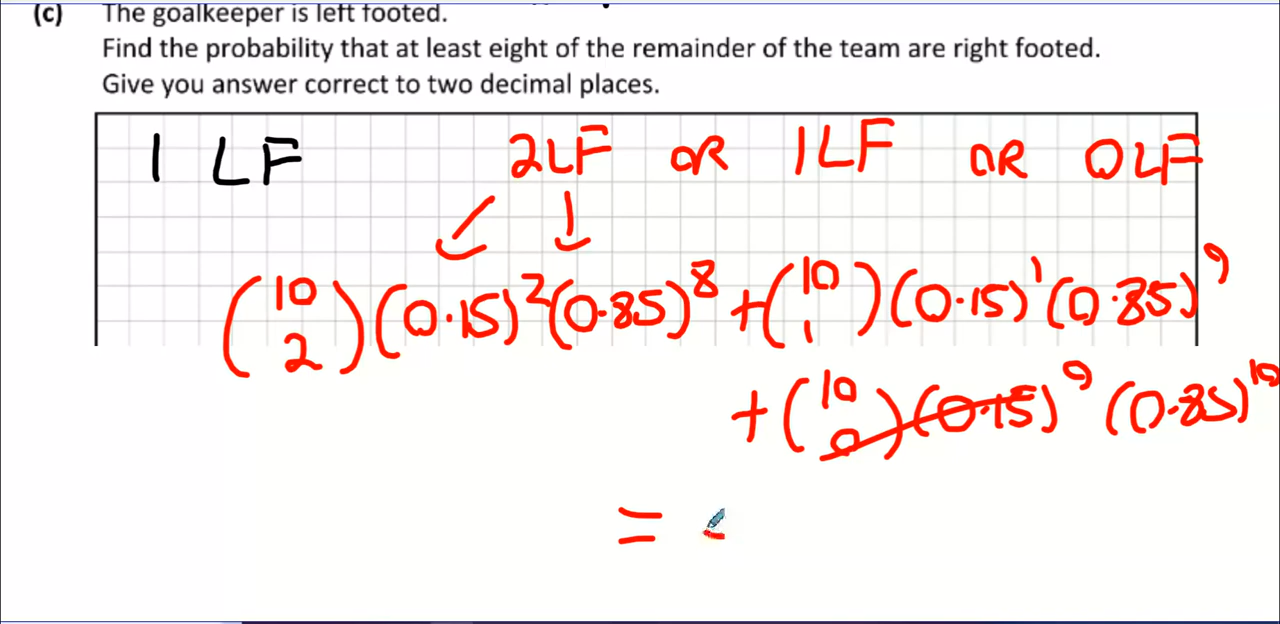 (c) The goalkeeper is left footed.
Find the probability that at least eight of the remainder of the team are right footed.
Give you answer correct to two decimal places.
1 LF 2LF OR 1LF OR 0LF
(10 2)(0.15)^2(0.85)^8 + (10 1)(0.15)^1(0.85)^9
+ (10 0)(0.15)^0 (0.85)^10
=